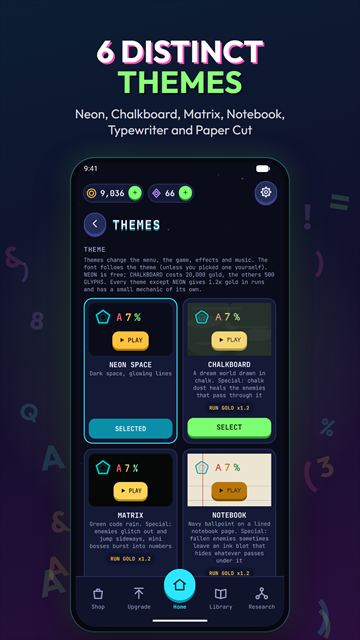 6 DISTINCT
THEMES
Neon, Chalkboard, Matrix, Notebook,
Typewriter and Paper Cut
9:41
9,036 +
66 +
THEMES
THEME
Themes change the menu, the game, effects and music. The
font follows the theme (unless you picked one yourself).
NEON is free; CHALKBOARD costs 20,000 gold, the others 500
GLYPHS. Every theme except NEON gives 1.2x gold in runs
and has a small mechanic of its own.
A 7 %
PLAY
NEON SPACE
Dark space, glowing lines
SELECTED
A 7 %
PLAY
CHALKBOARD
A dream world drawn in
chalk. Special: chalk
dust heals the enemies
that pass through it
RUN GOLD x1.2
SELECT
A 7 %
PLAY
MATRIX
Green code rain. Special:
enemies glitch out and
jump sideways, mini
bosses burst into numbers
RUN GOLD x1.2
A 7 %
PLAY
NOTEBOOK
Navy ballpoint on a lined
notebook page. Special:
fallen enemies sometimes
leave an ink blot that
hides whatever passes
under it
RUN GOLD x1.2
Shop
Upgrade
Home
Library
Research
&
)
8
Q
A
&
A
A
!
=
)
%
(
3
)